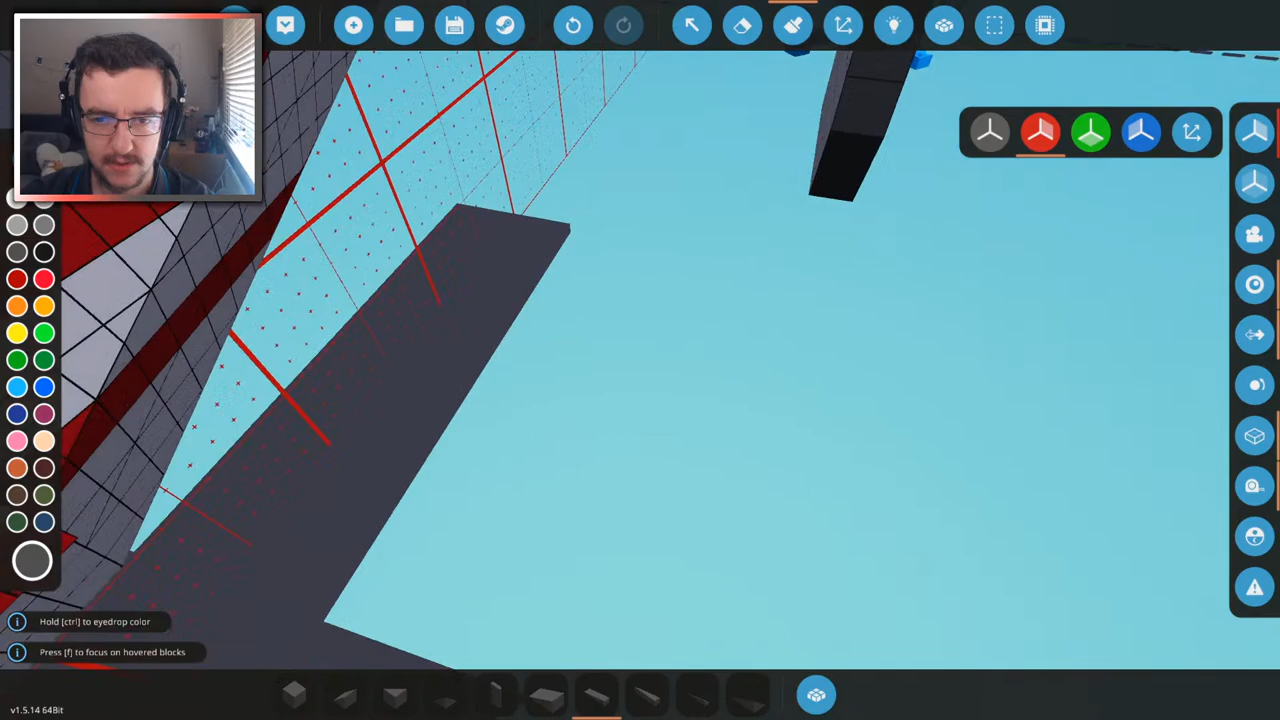 Hold [ctrl] to eyedrop color
Press [f] to focus on hovered blocks
v1.5.14 64Bit